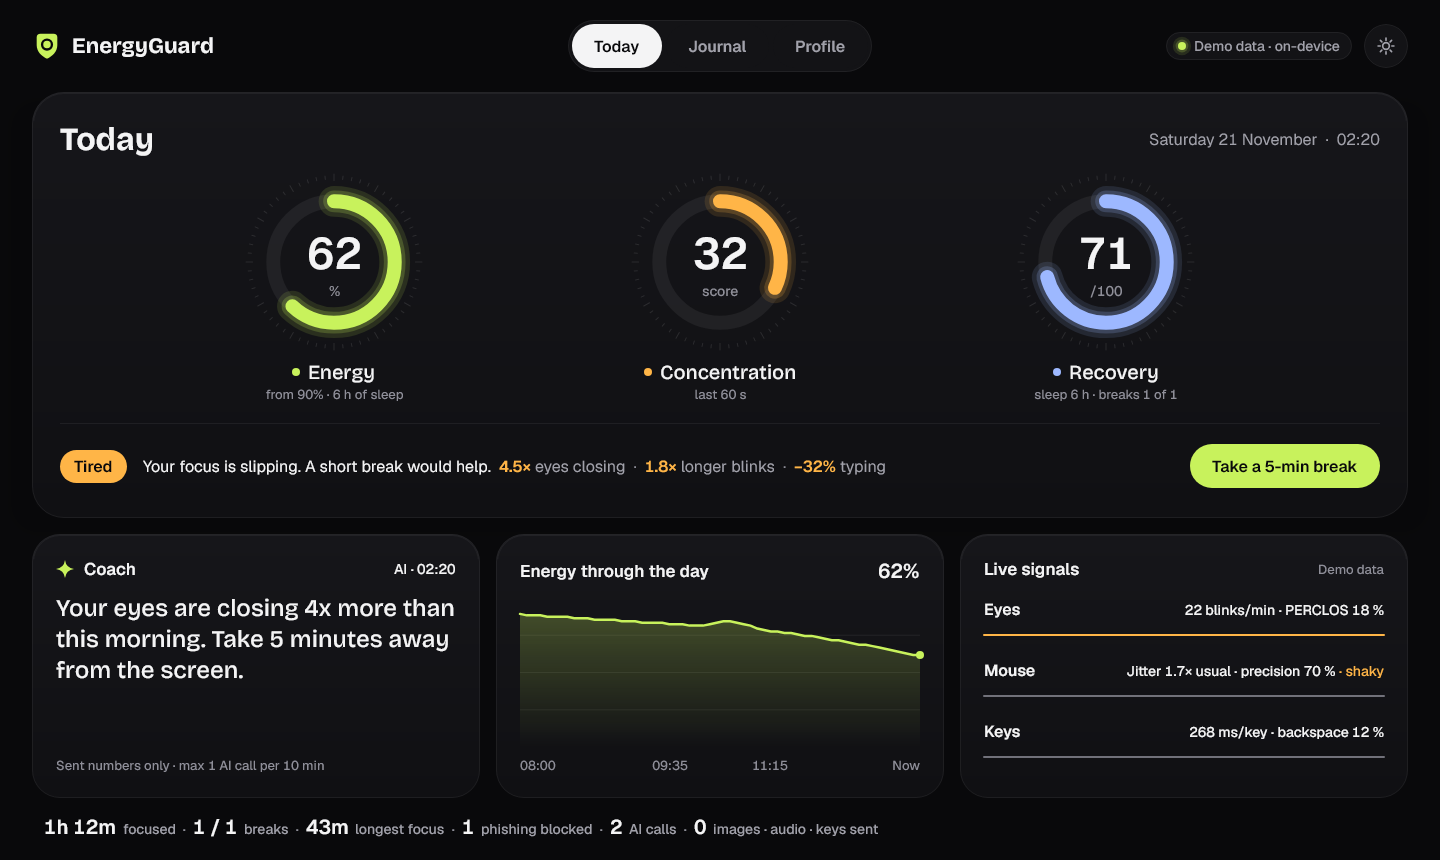 EnergyGuard
Today
Journal
Profile
Demo data · on-device
Today
Saturday 21 November · 02:20
62
%
32
score
71
/100
Energy
Concentration
Recovery
from 90% · 6 h of sleep
last 60 s
sleep 6 h · breaks 1 of 1
Tired
Your focus is slipping. A short break would help. 4.5× eyes closing · 1.8× longer blinks · −32% typing
Take a 5-min break
Coach
AI · 02:20
Your eyes are closing 4x more than
this morning. Take 5 minutes away
from the screen.
Sent numbers only · max 1 AI call per 10 min
Energy through the day
62%
08:00
09:35
11:15
Now
Live signals
Demo data
Eyes
22 blinks/min · PERCLOS 18 %
Mouse
Jitter 1.7× usual · precision 70 % · shaky
Keys
268 ms/key · backspace 12 %
1h 12m focused · 1 / 1 breaks · 43m longest focus · 1 phishing blocked · 2 AI calls · 0 images · audio · keys sent